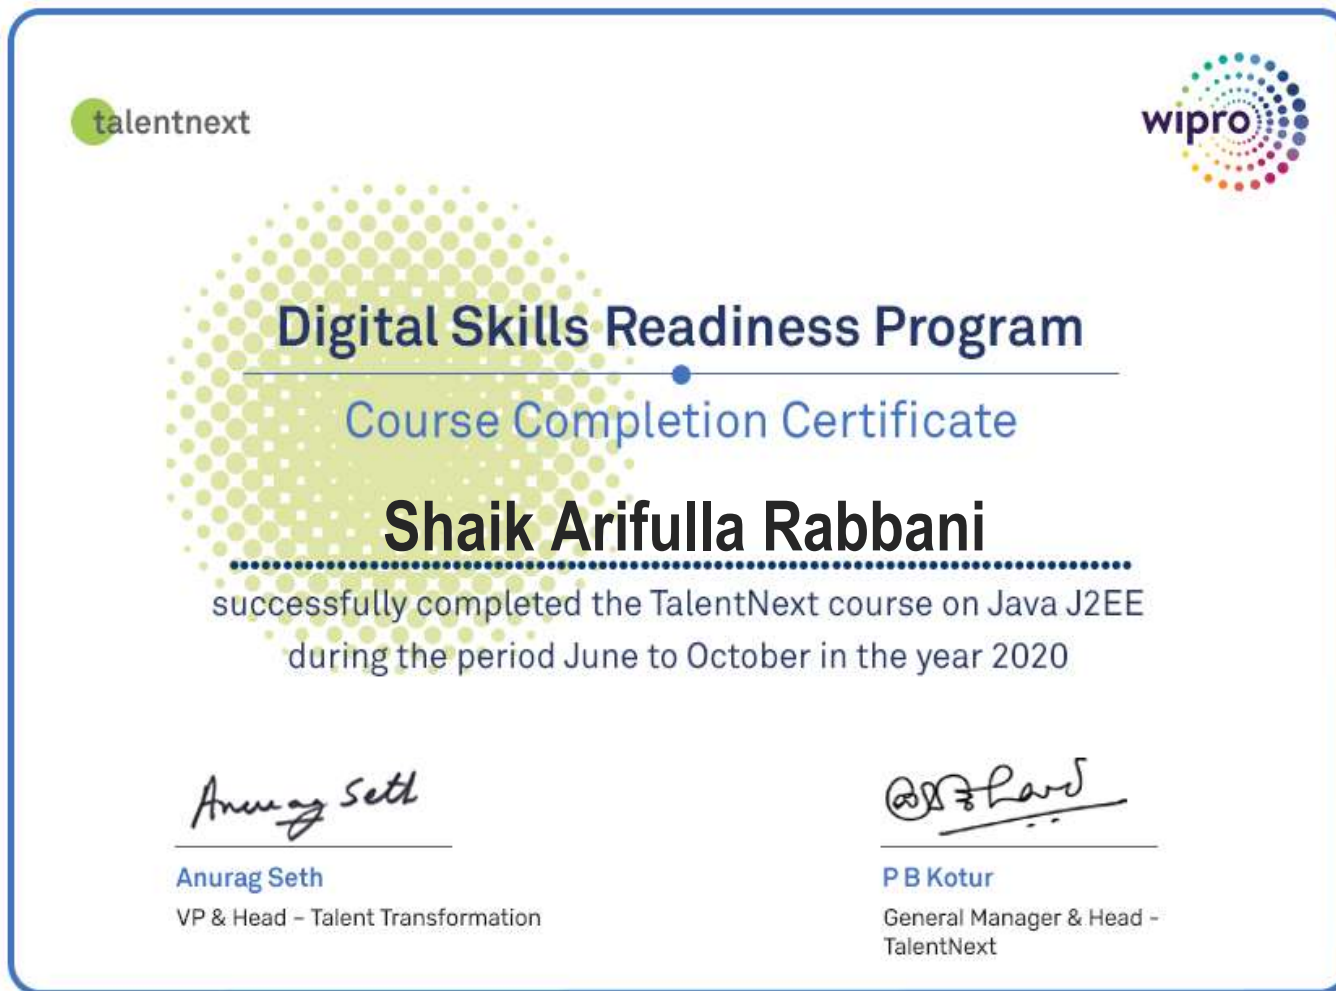 talentnext
wipro
Digital Skills Readiness Program
Course Completion Certificate
Shaik Arifulla Rabbani
successfully completed the TalentNext course on Java J2EE
during the period June to October in the year 2020
Anurag Seth
Anurag Seth
VP & Head – Talent Transformation
P B Kotur
General Manager & Head -
TalentNext